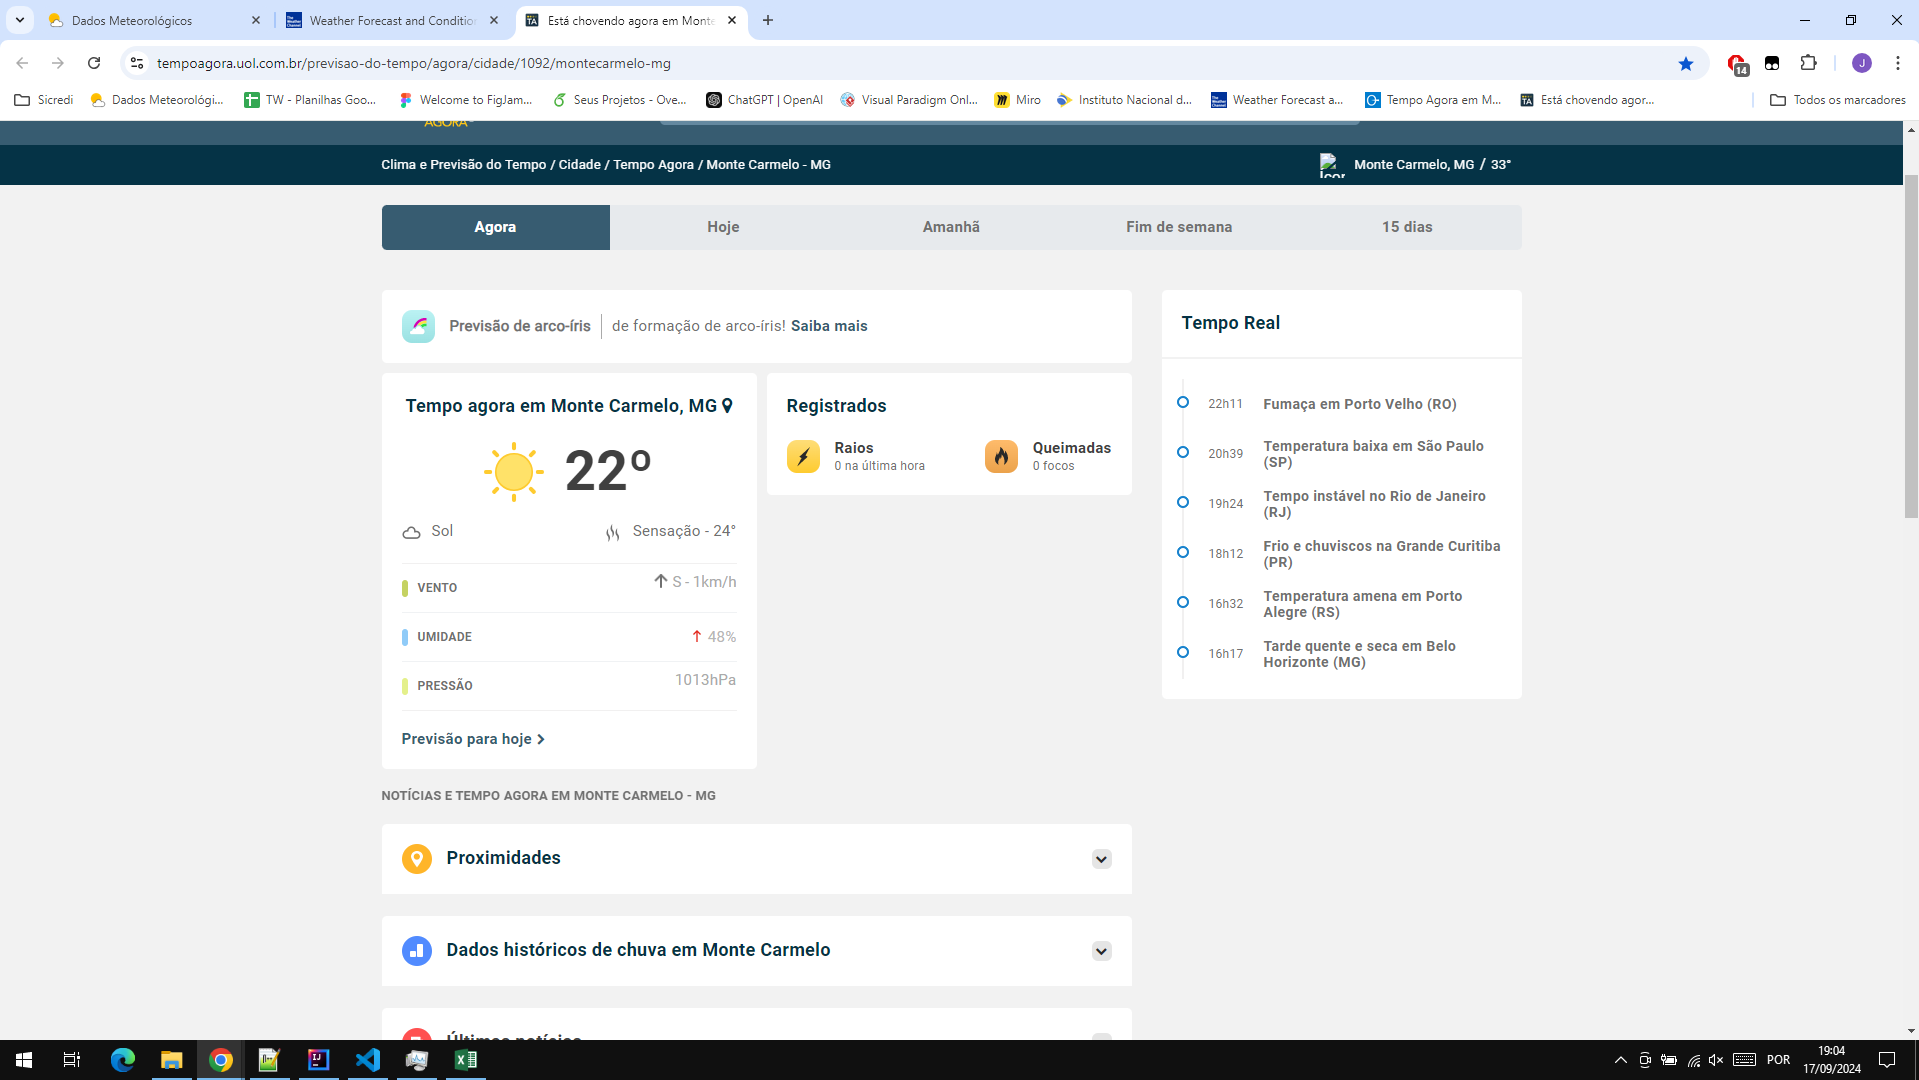 Dados Meteorológicos
Weather Forecast and Conditio
Está chovendo agora em Monte
tempoagora.uol.com.br/previsao-do-tempo/agora/cidade/1092/montecarmelo-mg
14
J
Sicredi
Dados Meteorológi...
TW - Planilhas Goo...
Welcome to FigJam...
Seus Projetos - Ove...
ChatGPT | OpenAI
Visual Paradigm Onl...
Miro
Instituto Nacional d...
Weather Forecast a...
Tempo Agora em M...
Está chovendo agor...
Todos os marcadores
AGORA
Clima e Previsão do Tempo / Cidade / Tempo Agora / Monte Carmelo - MG
Monte Carmelo, MG / 33°
Agora
Hoje
Amanhã
Fim de semana
15 dias
Previsão de arco-íris
de formação de arco-íris! Saiba mais
Tempo agora em Monte Carmelo, MG
22º
Sol
Sensação - 24°
VENTO
S - 1km/h
UMIDADE
48%
PRESSÃO
1013hPa
Previsão para hoje
Registrados
Raios
0 na última hora
Queimadas
0 focos
Tempo Real
22h11
Fumaça em Porto Velho (RO)
20h39
Temperatura baixa em São Paulo
(SP)
19h24
Tempo instável no Rio de Janeiro
(RJ)
18h12
Frio e chuviscos na Grande Curitiba
(PR)
16h32
Temperatura amena em Porto
Alegre (RS)
16h17
Tarde quente e seca em Belo
Horizonte (MG)
NOTÍCIAS E TEMPO AGORA EM MONTE CARMELO - MG
Proximidades
Dados históricos de chuva em Monte Carmelo
Últimas notícias
POR
19:04
17/09/2024